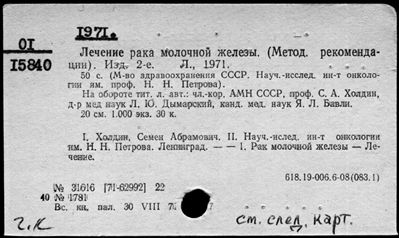 1971.
OI
15840
Лечение рака молочной железы. (Метод. рекоменда-
ции). Изд. 2-е. Л., 1971.
50 с. (М-во здравоохранения СССР. Науч.-исслед. ин-т онколо-
гии им. проф. Н. Н. Петрова).
На обороте тит. л. авт.: чл.-кор. АМН СССР, проф. С. А. Холдин,
д-р мед наук Л. Ю. Дымарский, канд. мед. наук Я. Л. Бавли.
20 см. 1.000 экз. 30 к.
I. Холдин, Семен Абрамович. II. Науч.-исслед. ин-т онкологии
им. Н. Н. Петрова. Ленинград. — — 1. Рак молочной железы — Ле-
чение.
618.19-006.6-08(083.1)
№ 31616 [71-62992] 22
40 № 1781
Вс. кн. пал. 30 VIII
г.к
см. след. карт.